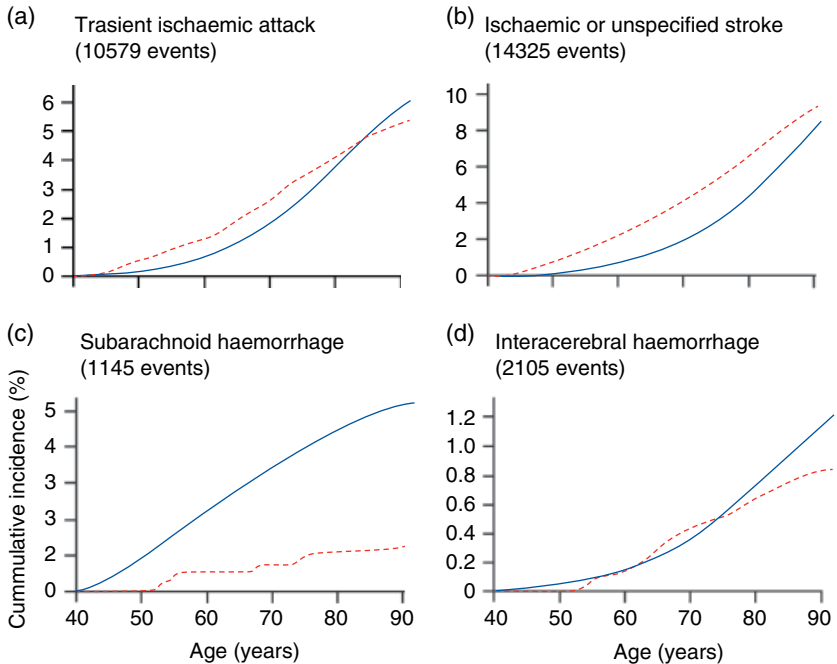 (a)
Trasient ischaemic attack
(10579 events)
6
5
4
3
2
1
0
(b)
Ischaemic or unspecified stroke
(14325 events)
10
8
6
4
2
0
(c)
Subarachnoid haemorrhage
(1145 events)
Cummulative incidence (%)
5
4
3
3
2
0
40 50 60 70 80 90
Age (years)
(d)
Interacerebral haemorrhage
(2105 events)
1.2
1.0
0.8
0.6
0.4
0.2
0
40 50 60 70 80 90
Age (years)